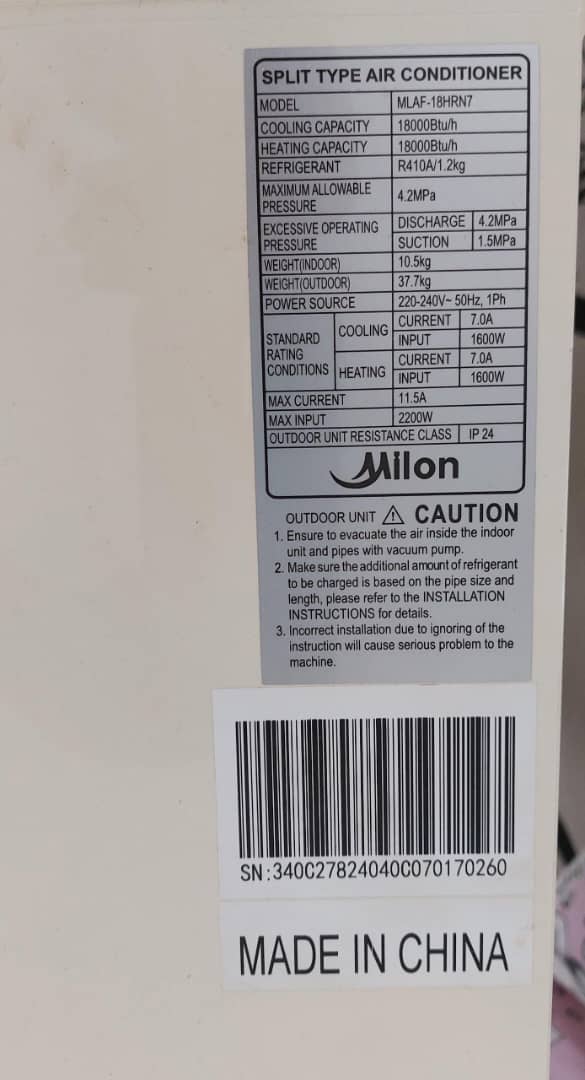 SPLIT TYPE AIR CONDITIONER
MODEL MLAF-18HRN7
COOLING CAPACITY 18000Btu/h
HEATING CAPACITY 18000Btu/h
REFRIGERANT R410A/1.2kg
MAXIMUM ALLOWABLE PRESSURE 4.2MPa
EXCESSIVE OPERATING PRESSURE DISCHARGE 4.2MPa
SUCTION 1.5MPa
WEIGHT(INDOOR) 10.5kg
WEIGHT(OUTDOOR) 37.7kg
POWER SOURCE 220-240V~ 50Hz, 1Ph
STANDARD RATING CONDITIONS COOLING CURRENT 7.0A
INPUT 1600W
HEATING CURRENT 7.0A
INPUT 1600W
MAX CURRENT 11.5A
MAX INPUT 2200W
OUTDOOR UNIT RESISTANCE CLASS IP 24
Milon
OUTDOOR UNIT ⚠ CAUTION
1. Ensure to evacuate the air inside the indoor
unit and pipes with vacuum pump.
2. Make sure the additional amount of refrigerant
to be charged is based on the pipe size and
length, please refer to the INSTALLATION
INSTRUCTIONS for details.
3. Incorrect installation due to ignoring of the
instruction will cause serious problem to the
machine.
SN:340C27824040C070170260
MADE IN CHINA